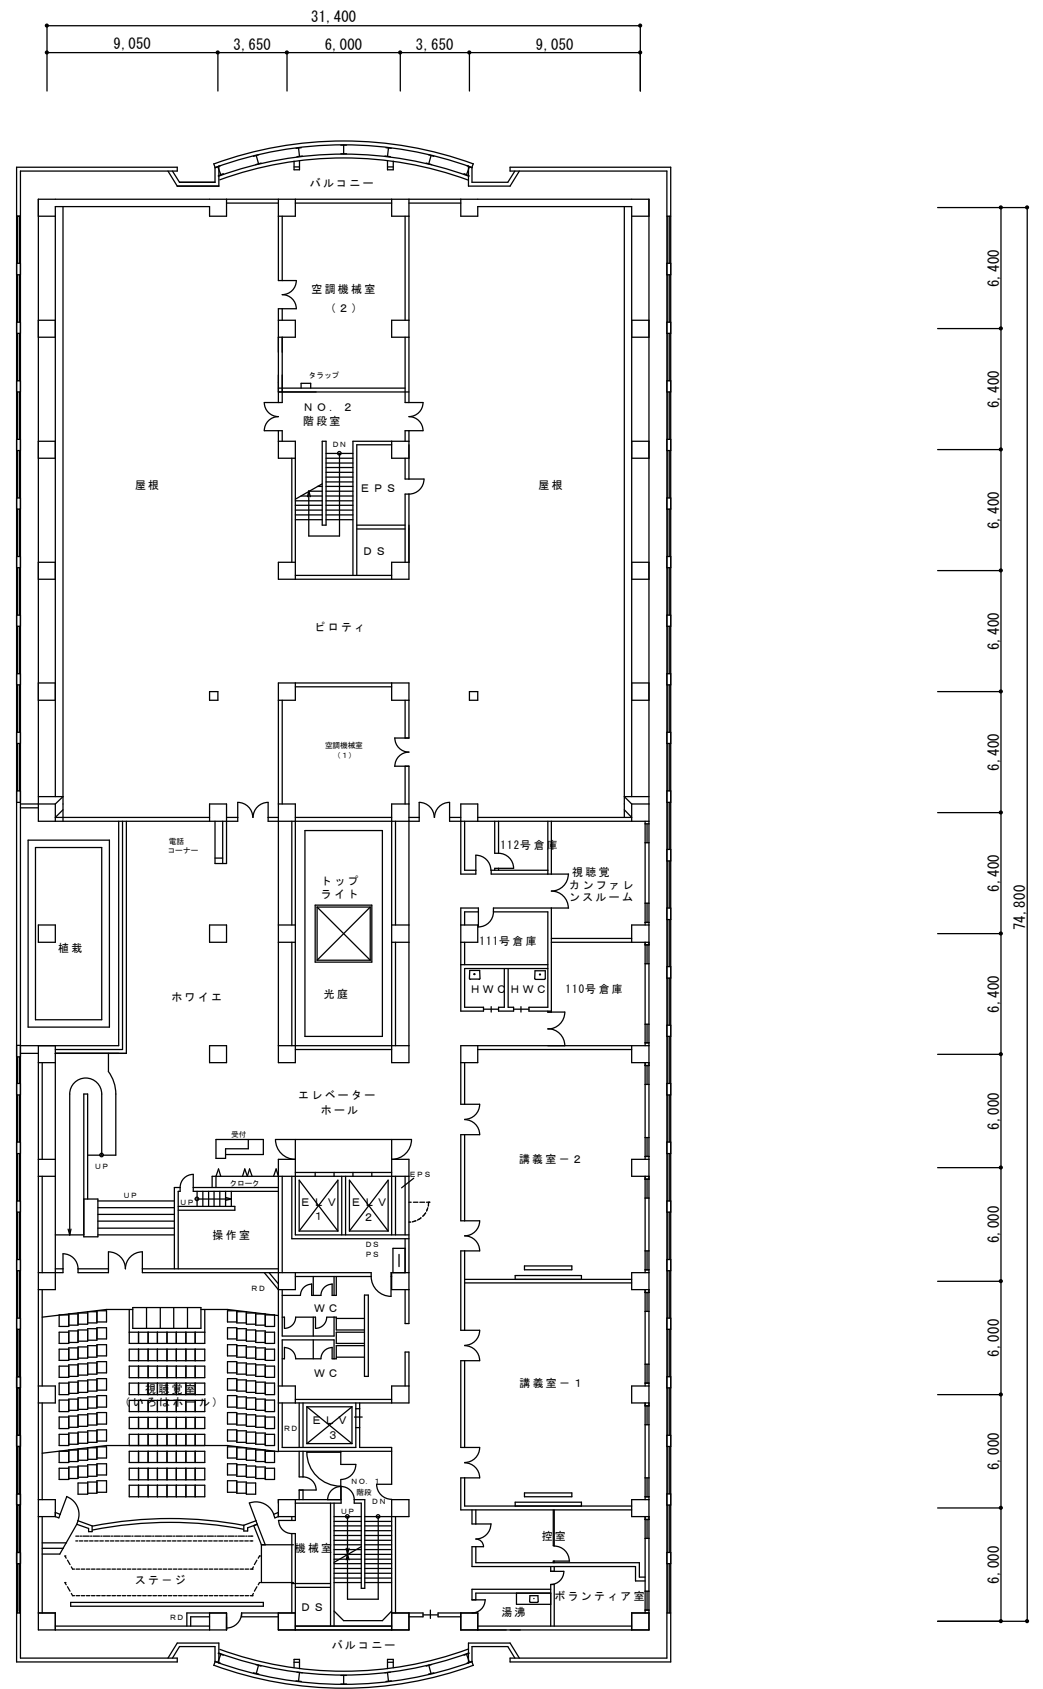 31,400
9,050
3,650
6,000
3,650
9,050
バルコニー
空調機械室
(2)
タラップ
NO. 2
階段室
DN
EPS
DS
屋根
屋根
ピロティ
空調機械室
(1)
電話
コーナー
112号倉庫
視聴覚
カンファレ
ンスルーム
トップ
ライト
植栽
111号倉庫
HWC
HWC
110号倉庫
ホワイエ
光庭
エレベーター
ホール
受付
クローク
UP
UP
UP
操作室
ELV
1
ELV
2
EPS
DS
PS
講義室－2
RD
WC
WC
視聴覚室
(いろはホール)
RD
ELV
3
講義室－1
NO. 1
階段
DN
UP
機械室
DS
控室
ステージ
RD
湯沸
ボランティア室
バルコニー
6,400
6,400
6,400
6,400
6,400
6,400
6,400
6,000
6,000
6,000
6,000
6,000
74,800